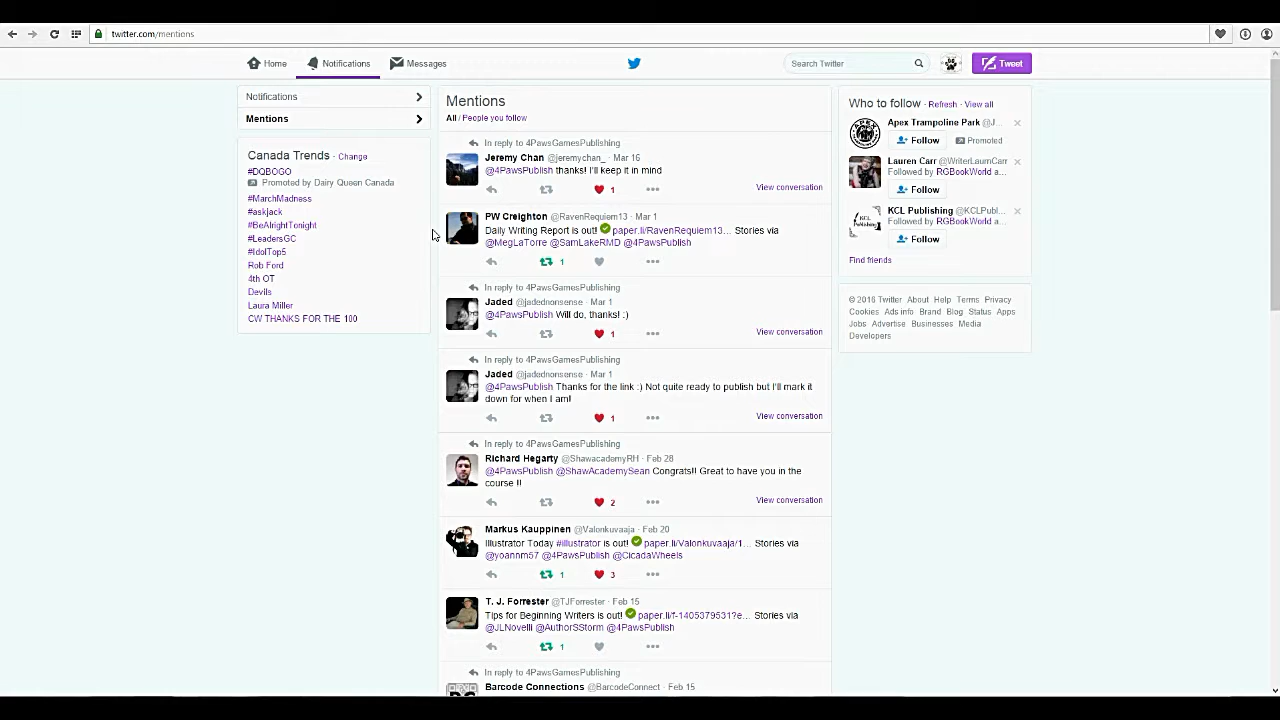 twitter.com/mentions
Home
Notifications
Messages
Search Twitter
Tweet
Notifications
Mentions
Canada Trends · Change
#DQBOGO
Promoted by Dairy Queen Canada
#MarchMadness
#askjack
#BeAlrightTonight
#LeadersGC
#IdolTop5
Rob Ford
4th OT
Devils
Laura Miller
CW THANKS FOR THE 100
Mentions
All / People you follow
In reply to 4PawsGamesPublishing
Jeremy Chan @jeremychan_ · Mar 16
@4PawsPublish thanks! I'll keep it in mind
1
View conversation
PW Creighton @RavenRequiem13 · Mar 1
Daily Writing Report is out! paper.li/RavenRequiem13... Stories via
@MegLaTorre @SamLakeRMD @4PawsPublish
1
In reply to 4PawsGamesPublishing
Jaded @jadednonsense · Mar 1
@4PawsPublish Will do, thanks! :)
1
View conversation
In reply to 4PawsGamesPublishing
Jaded @jadednonsense · Mar 1
@4PawsPublish Thanks for the link :) Not quite ready to publish but I'll mark it
down for when I am!
1
View conversation
In reply to 4PawsGamesPublishing
Richard Hegarty @ShawacademyRH · Feb 28
@4PawsPublish @ShawAcademySean Congrats!! Great to have you in the
course !!
2
View conversation
Markus Kauppinen @Valonkuvaaja · Feb 20
Illustrator Today #illustrator is out! paper.li/Valonkuvaaja/1... Stories via
@yoannm57 @4PawsPublish @CicadaWheels
1 3
T. J. Forrester @TJForrester · Feb 15
Tips for Beginning Writers is out! paper.li/f-1405379531?e... Stories via
@JLNovelli @AuthorSStorm @4PawsPublish
1
In reply to 4PawsGamesPublishing
Barcode Connections @BarcodeConnect · Feb 15
Who to follow · Refresh · View all
Apex Trampoline Park @J...
Follow
Promoted
Lauren Carr @WriterLaurnCarr
Followed by RGBookWorld a...
Follow
KCL Publishing @KCLPubl...
Followed by RGBookWorld a...
Follow
Find friends
© 2016 Twitter About Help Terms Privacy
Cookies Ads info Brand Blog Status Apps
Jobs Advertise Businesses Media
Developers